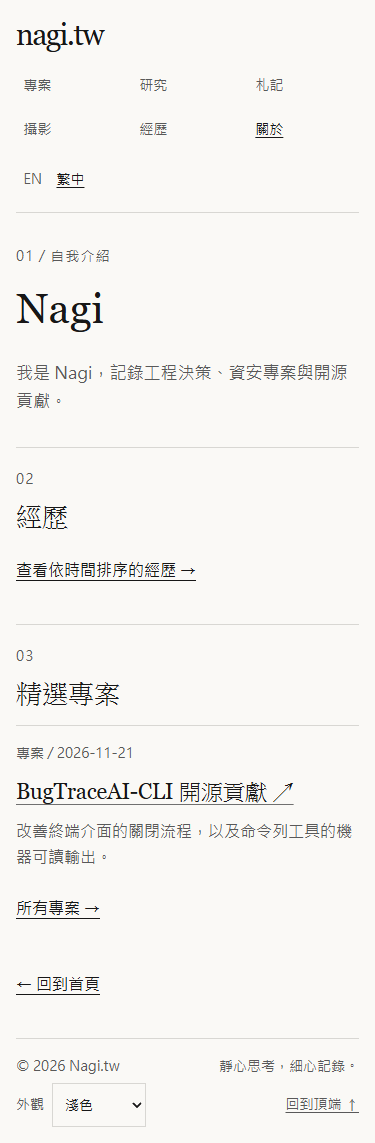 nagi.tw
專案 研究 札記
攝影 經歷 關於
EN 繁中
01 / 自我介紹
Nagi
我是 Nagi，記錄工程決策、資安專案與開源
貢獻。
02
經歷
查看依時間排序的經歷 →
03
精選專案
專案 / 2026-11-21
BugTraceAI-CLI 開源貢獻 ↗
改善終端介面的關閉流程，以及命令列工具的機
器可讀輸出。
所有專案 →
← 回到首頁
© 2026 Nagi.tw 靜心思考，細心記錄。
外觀 淺色 回到頂端 ↑